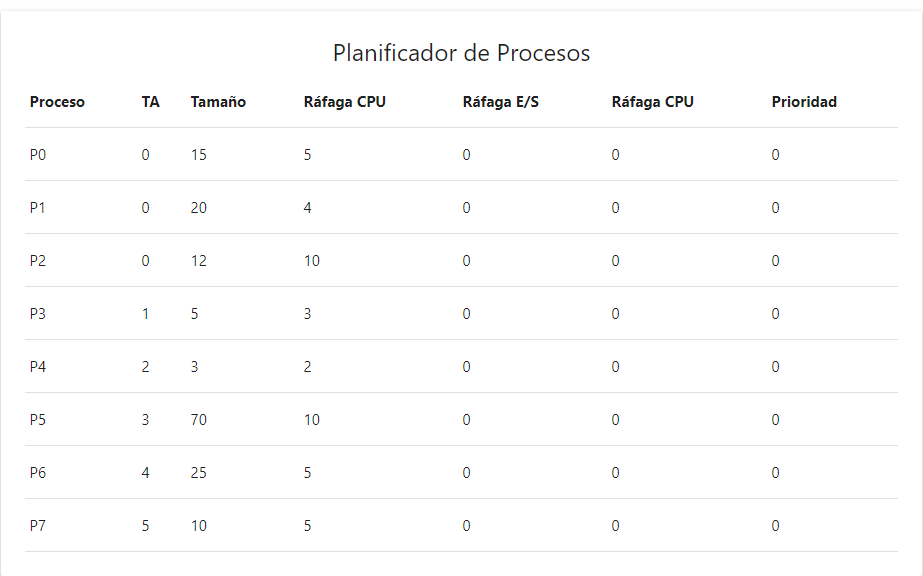 Planificador de Procesos
Proceso TA Tamaño Ráfaga CPU Ráfaga E/S Ráfaga CPU Prioridad
P0 0 15 5 0 0 0
P1 0 20 4 0 0 0
P2 0 12 10 0 0 0
P3 1 5 3 0 0 0
P4 2 3 2 0 0 0
P5 3 70 10 0 0 0
P6 4 25 5 0 0 0
P7 5 10 5 0 0 0